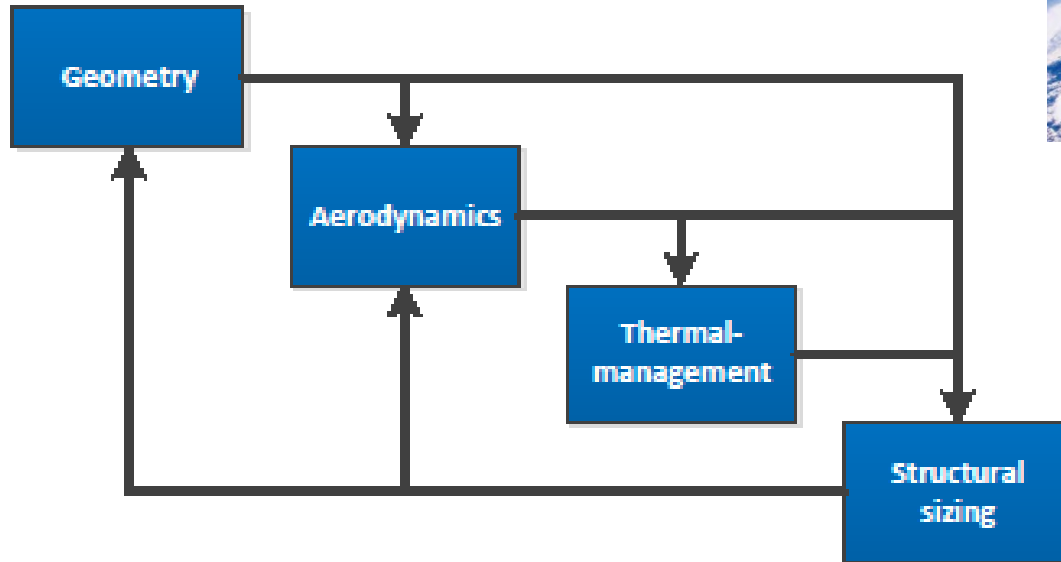 Geometry
Aerodynamics
Thermal-
management
Structural
sizing